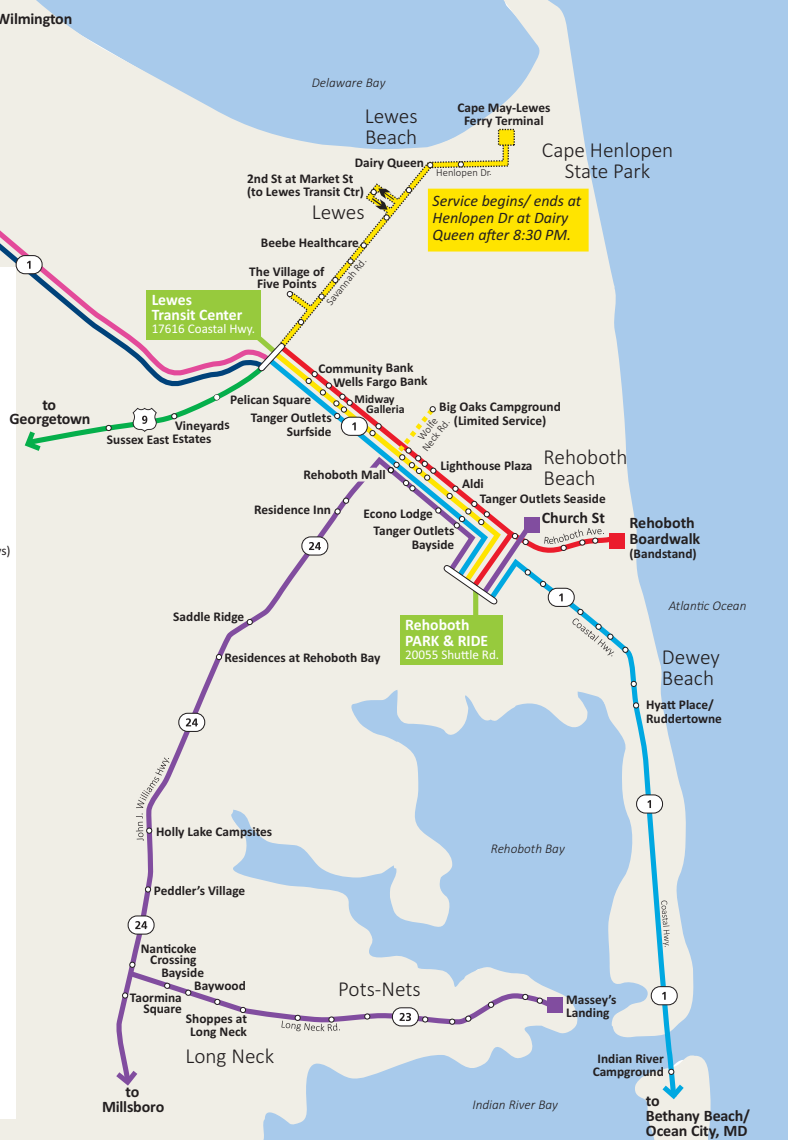 Wilmington
Delaware Bay
Lewes
Beach
Cape May-Lewes
Ferry Terminal
Cape Henlopen
State Park
Dairy Queen
Henlopen Dr.
2nd St at Market St
(to Lewes Transit Ctr)
Lewes
Service begins/ ends at
Henlopen Dr at Dairy
Queen after 8:30 PM.
Beebe Healthcare
Savannah Rd.
The Village of
Five Points
1
Lewes
Transit Center
17616 Coastal Hwy.
to
Georgetown
9
Sussex East
Vineyards
Estates
Pelican Square
Tanger Outlets
Surfside
1
Community Bank
Wells Fargo Bank
Midway
Galleria
Big Oaks Campground
(Limited Service)
Wolfe
Neck Rd.
Lighthouse Plaza
Aldi
Tanger Outlets Seaside
Rehoboth
Beach
Rehoboth Mall
Residence Inn
Econo Lodge
Tanger Outlets
Bayside
Church St
Rehoboth Ave.
Rehoboth
Boardwalk
(Bandstand)
s)
24
Rehoboth
PARK & RIDE
20055 Shuttle Rd.
1
Coastal Hwy.
Atlantic Ocean
Saddle Ridge
Residences at Rehoboth Bay
Dewey
Beach
Hyatt Place/
Ruddertowne
24
John J. Williams Hwy.
Holly Lake Campsites
Peddler's Village
Rehoboth Bay
1
Coastal Hwy.
24
Nanticoke
Crossing
Bayside
Baywood
Taormina
Square
Shoppes at
Long Neck
Long Neck Rd.
Pots-Nets
23
Massey's
Landing
1
Long Neck
to
Millsboro
Indian River
Campground
Indian River Bay
to
Bethany Beach/
Ocean City, MD